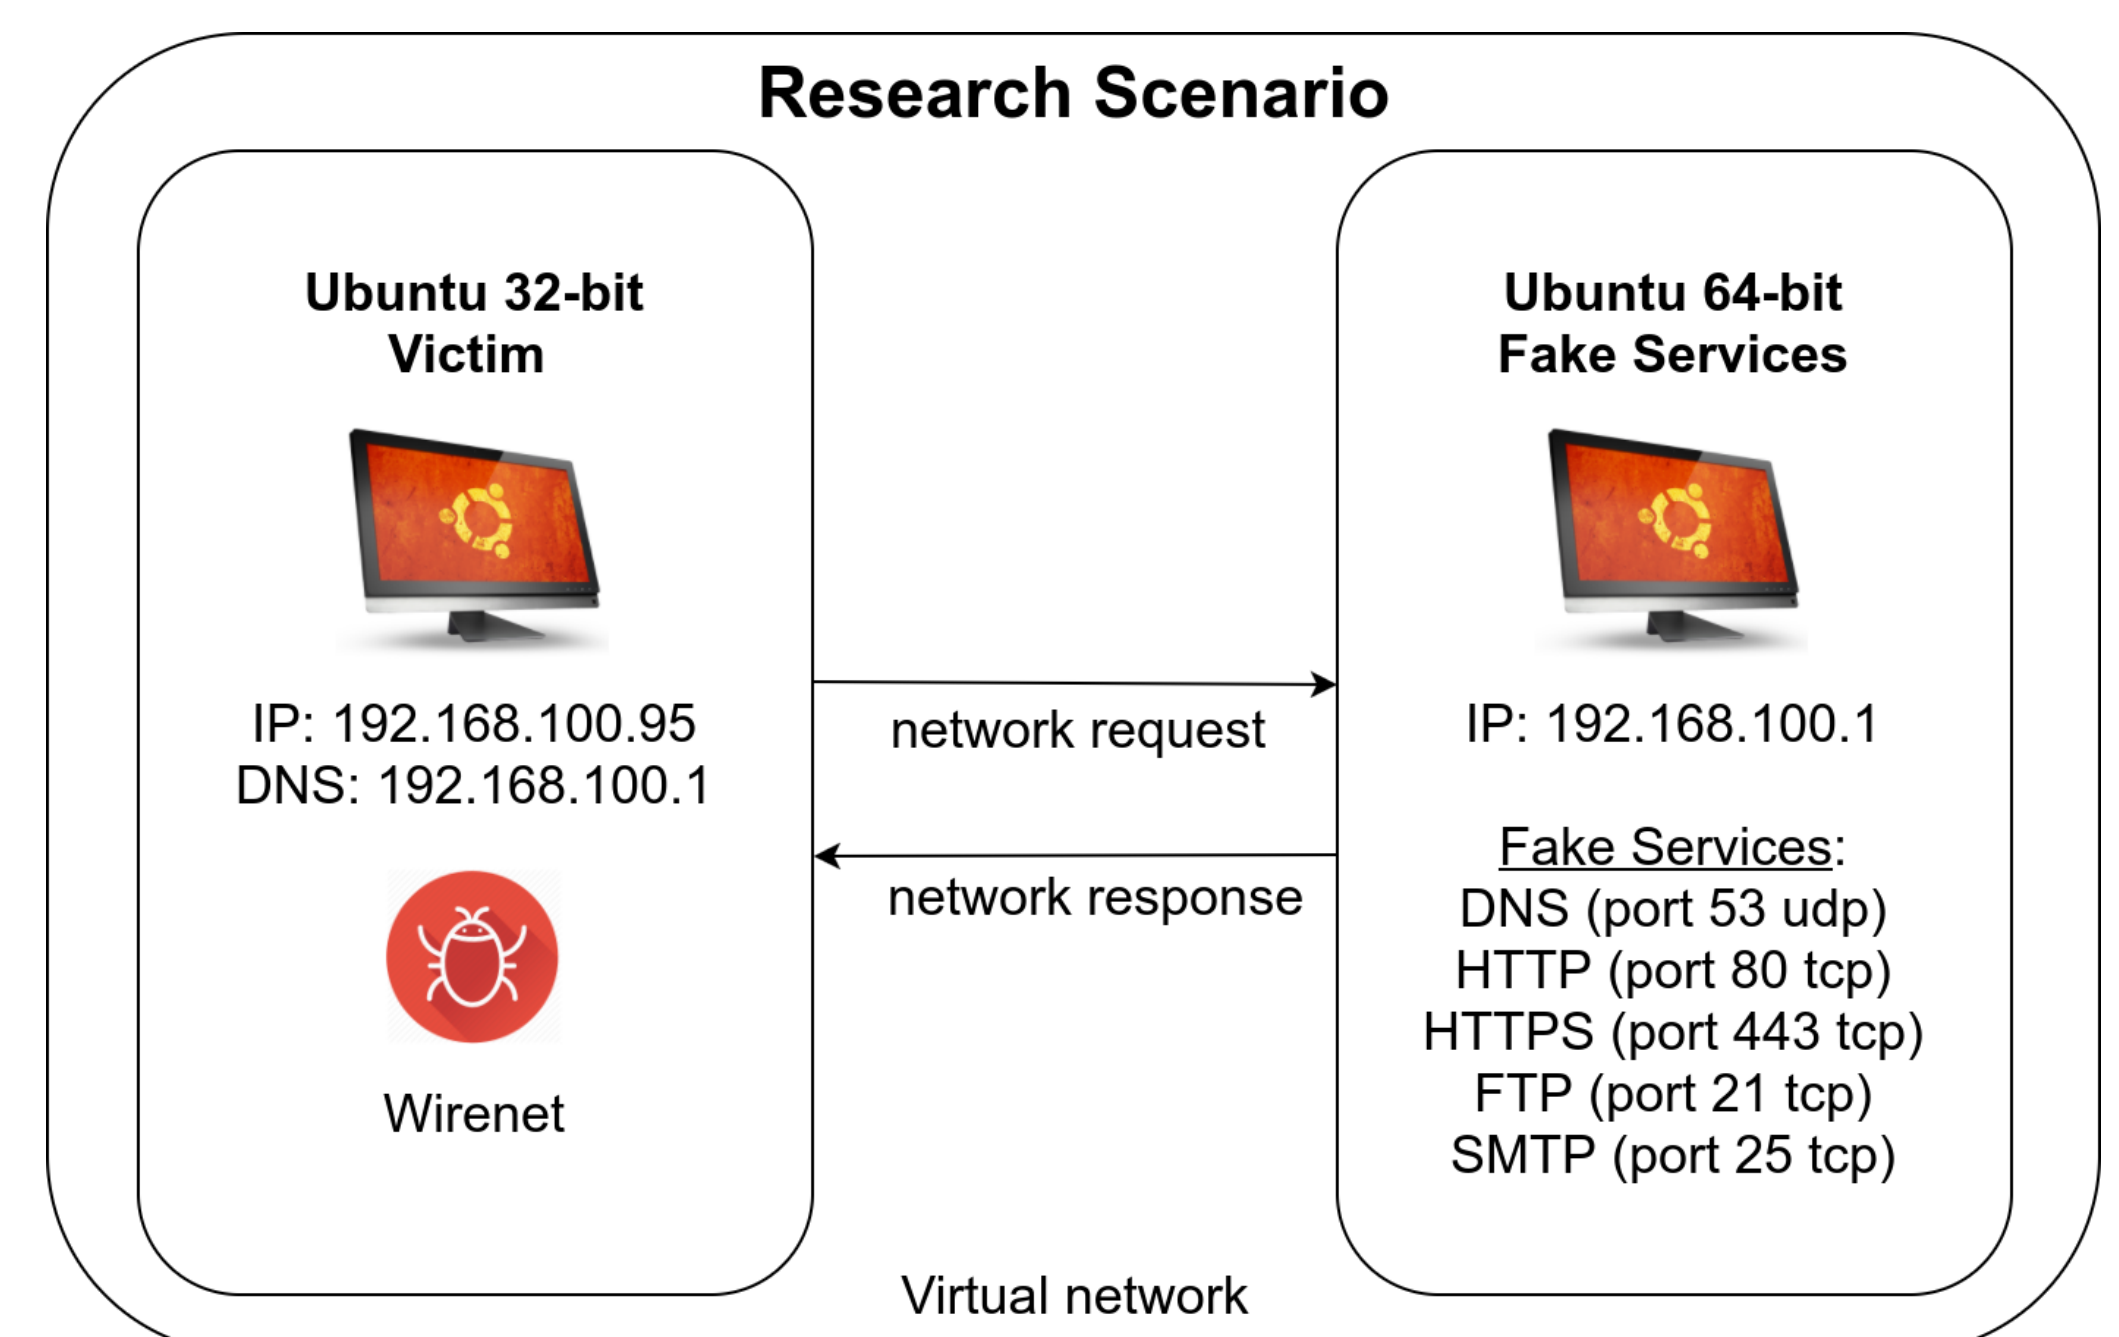 Research Scenario
Ubuntu 32-bit
Victim
IP: 192.168.100.95
DNS: 192.168.100.1
Wirenet
network request
network response
Ubuntu 64-bit
Fake Services
IP: 192.168.100.1
Fake Services:
DNS (port 53 udp)
HTTP (port 80 tcp)
HTTPS (port 443 tcp)
FTP (port 21 tcp)
SMTP (port 25 tcp)
Virtual network